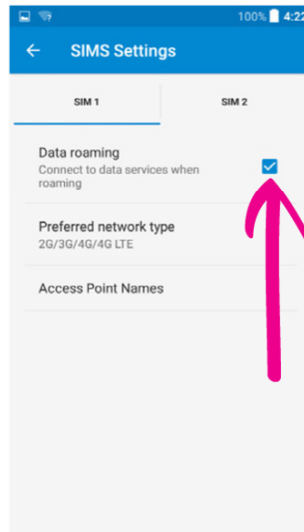 100% 4:22
SIMS Settings
SIM 1 SIM 2
Data roaming
Connect to data services when
roaming
Preferred network type
2G/3G/4G/4G LTE
Access Point Names